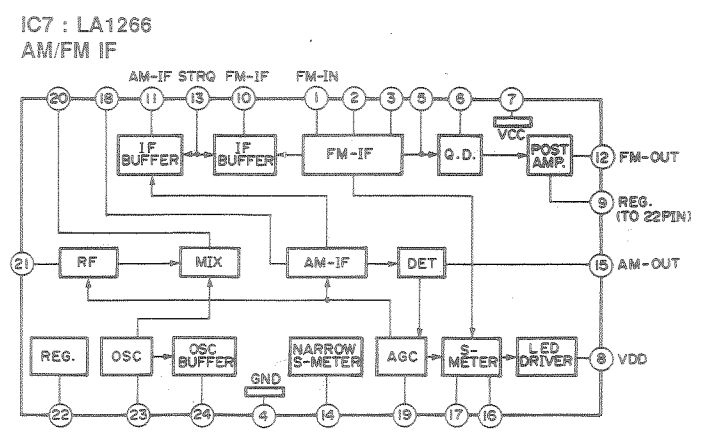 IC7 : LA1266
AM/FM IF
AM-IF STRQ FM-IF FM-IN
20 18 11 13 10 1 2 3 5 6 7
VCC
IF BUFFER
IF BUFFER
FM-IF
Q.D.
POST AMP.
12 FM-OUT
9 REG.
(TO 22PIN)
21
RF
MIX
AM-IF
DET
15 AM-OUT
REG.
OSC
OSC BUFFER
NARROW S-METER
AGC
S-METER
LED DRIVER
8 VDD
GND
22 23 24 4 14 19 17 16